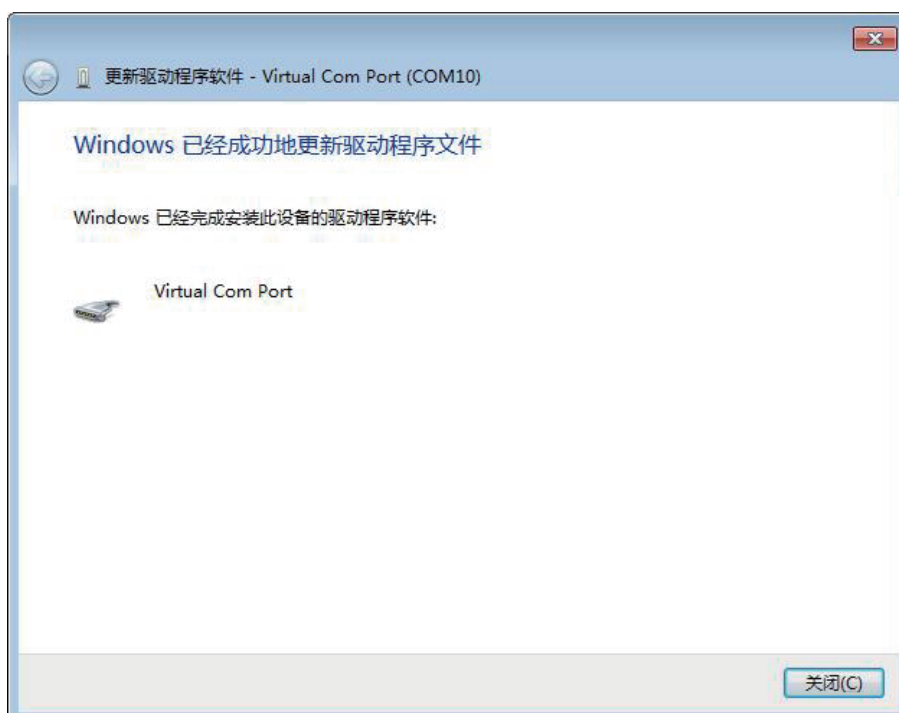 更新驱动程序软件 - Virtual Com Port (COM10)
Windows 已经成功地更新驱动程序文件
Windows 已经完成安装此设备的驱动程序软件:
Virtual Com Port
关闭(C)